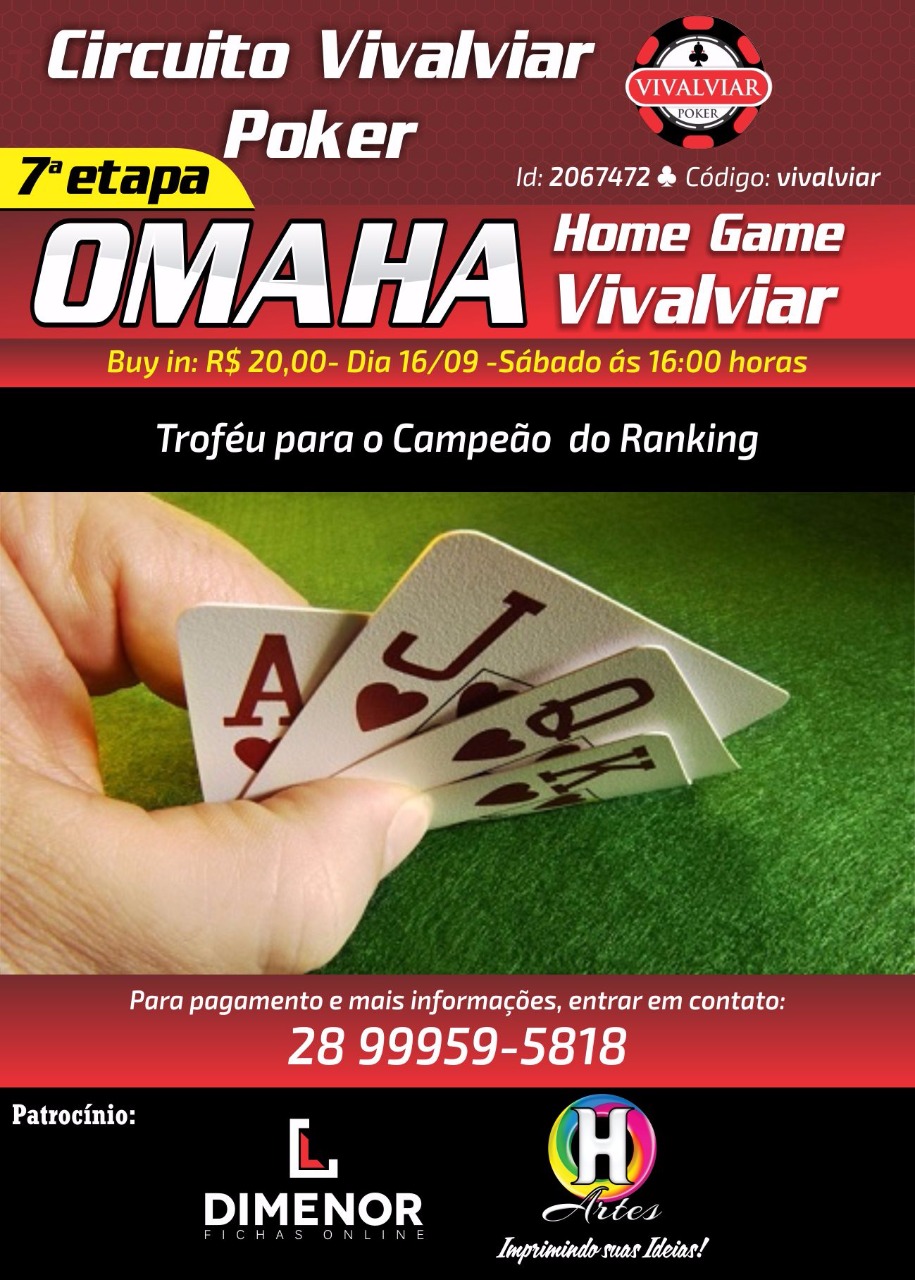 Circuito Vivalviar
Poker
VIVALVIAR
POKER
7ª etapa
Id: 2067472 ♣ Código: vivalviar
OMAHA
Home Game
Vivalviar
Buy in: R$ 20,00- Dia 16/09 -Sábado ás 16:00 horas
Troféu para o Campeão do Ranking
A
J
Q
K
Para pagamento e mais informações, entrar em contato:
28 99959-5818
Patrocínio:
L
DIMENOR
FICHAS ONLINE
H
Artes
Imprimindo suas Ideias!